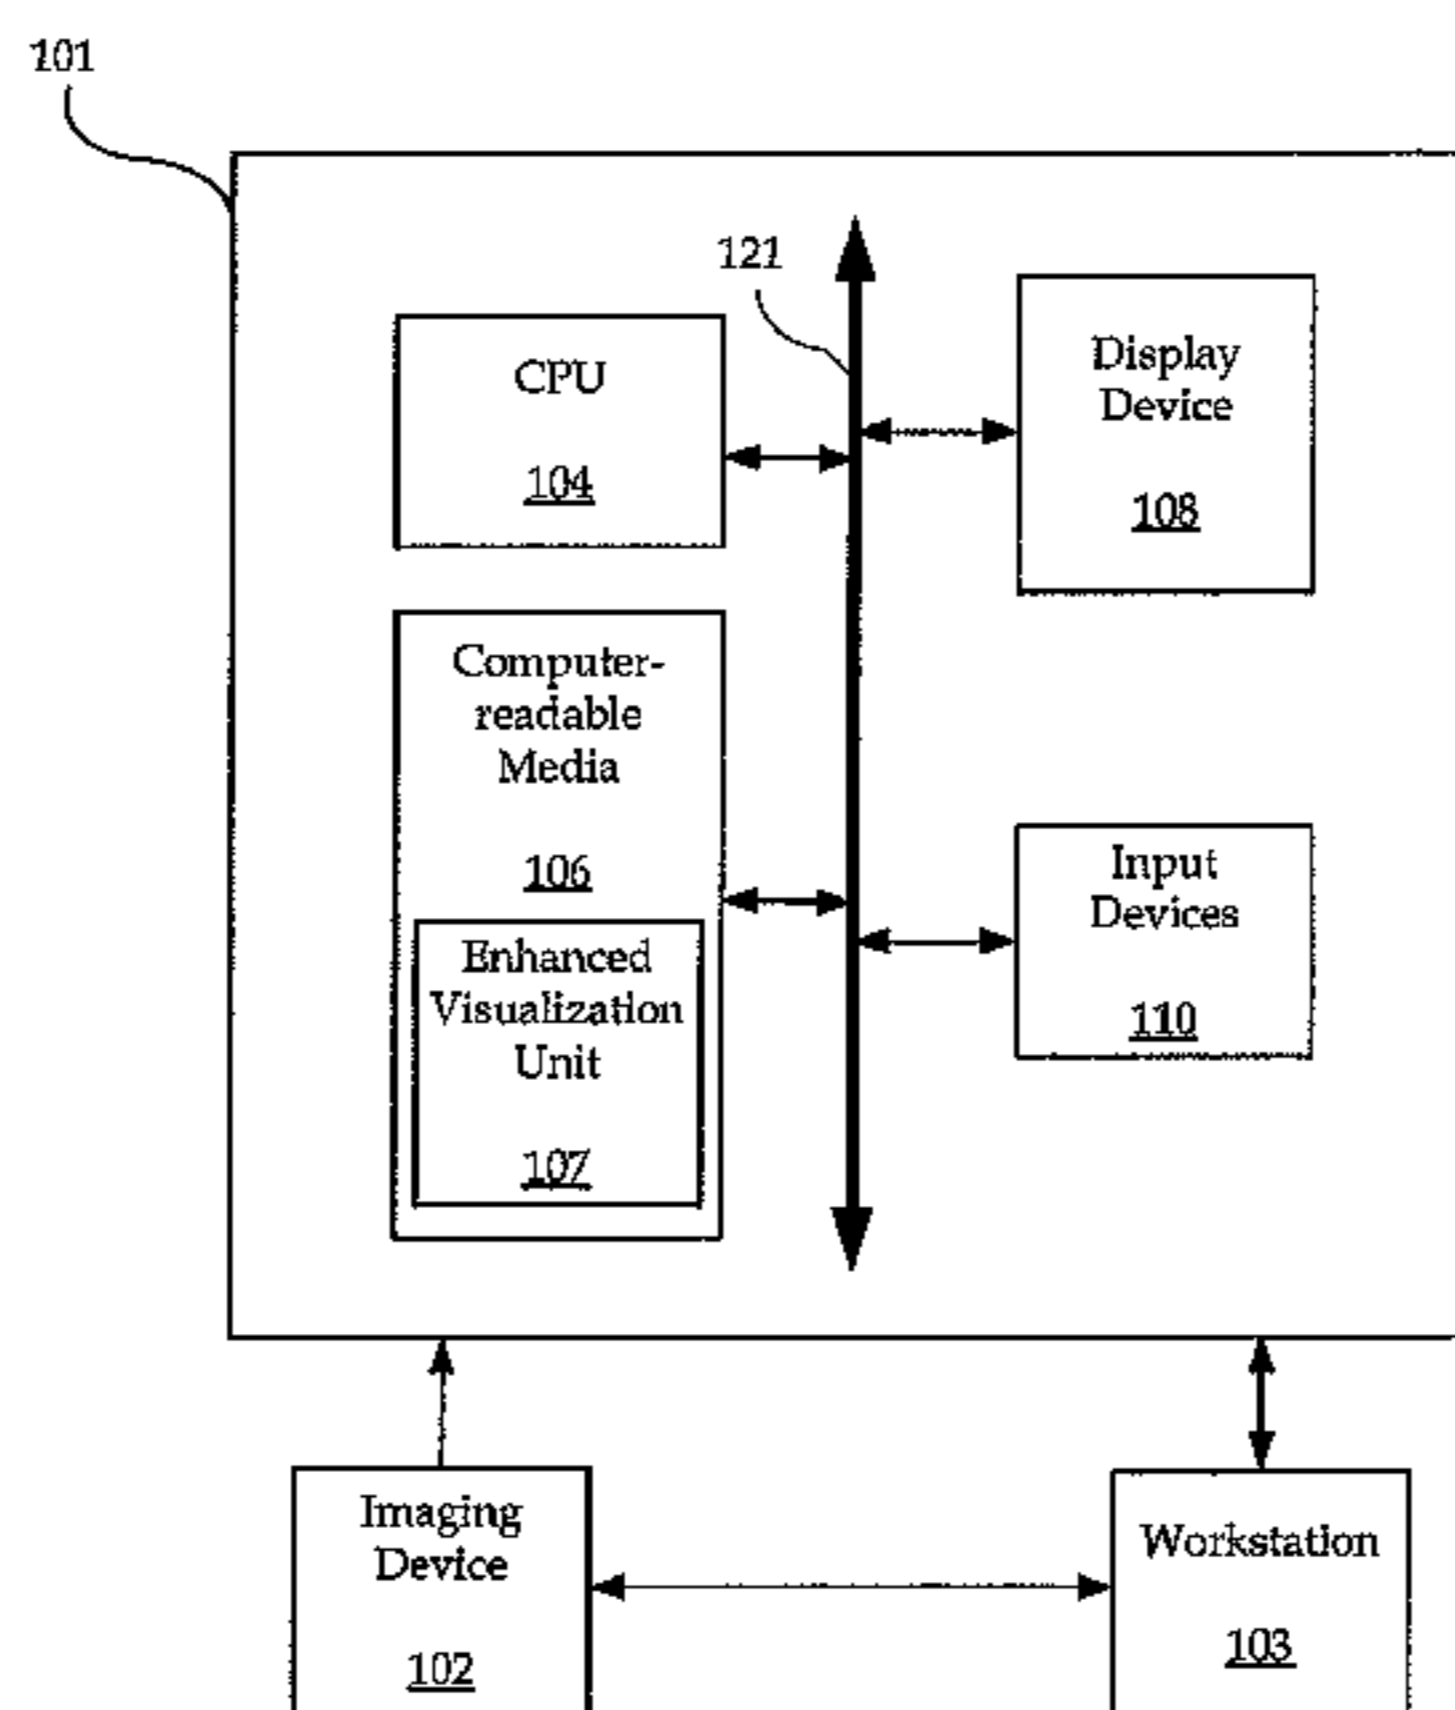 101
121
CPU
104
Display
Device
108
Computer-
readable
Media
106
Enhanced
Visualization
Unit
107
Input
Devices
110
Imaging
Device
102
Workstation
103